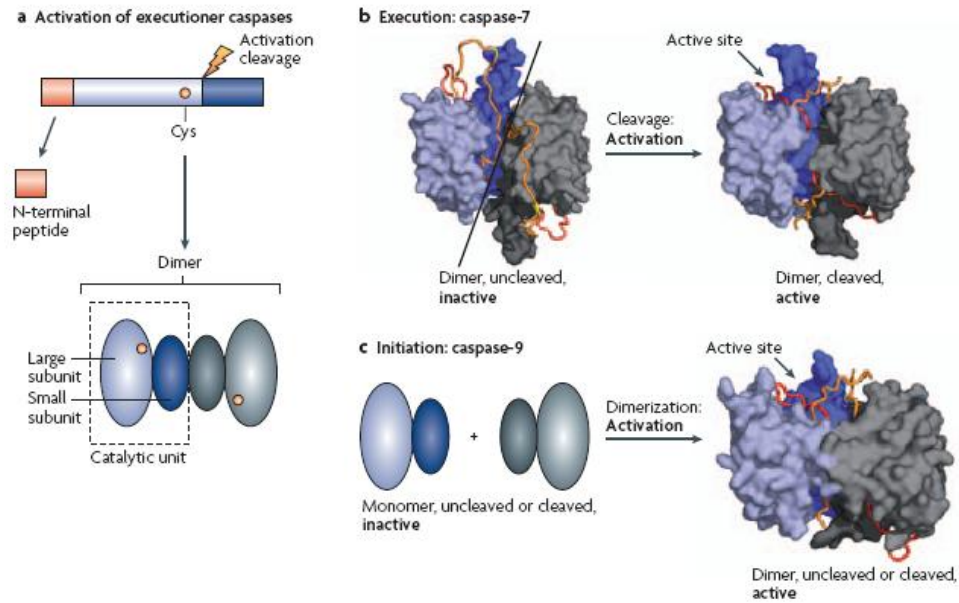 a Activation of executioner caspases
Activation
cleavage
Cys
N-terminal
peptide
Dimer
Large
subunit
Small
subunit
Catalytic unit
b Execution: caspase-7
Active site
Cleavage:
Activation
Dimer, uncleaved,
inactive
Dimer, cleaved,
active
c Initiation: caspase-9
Active site
Dimerization:
Activation
+
Monomer, uncleaved or cleaved,
inactive
Dimer, uncleaved or cleaved,
active